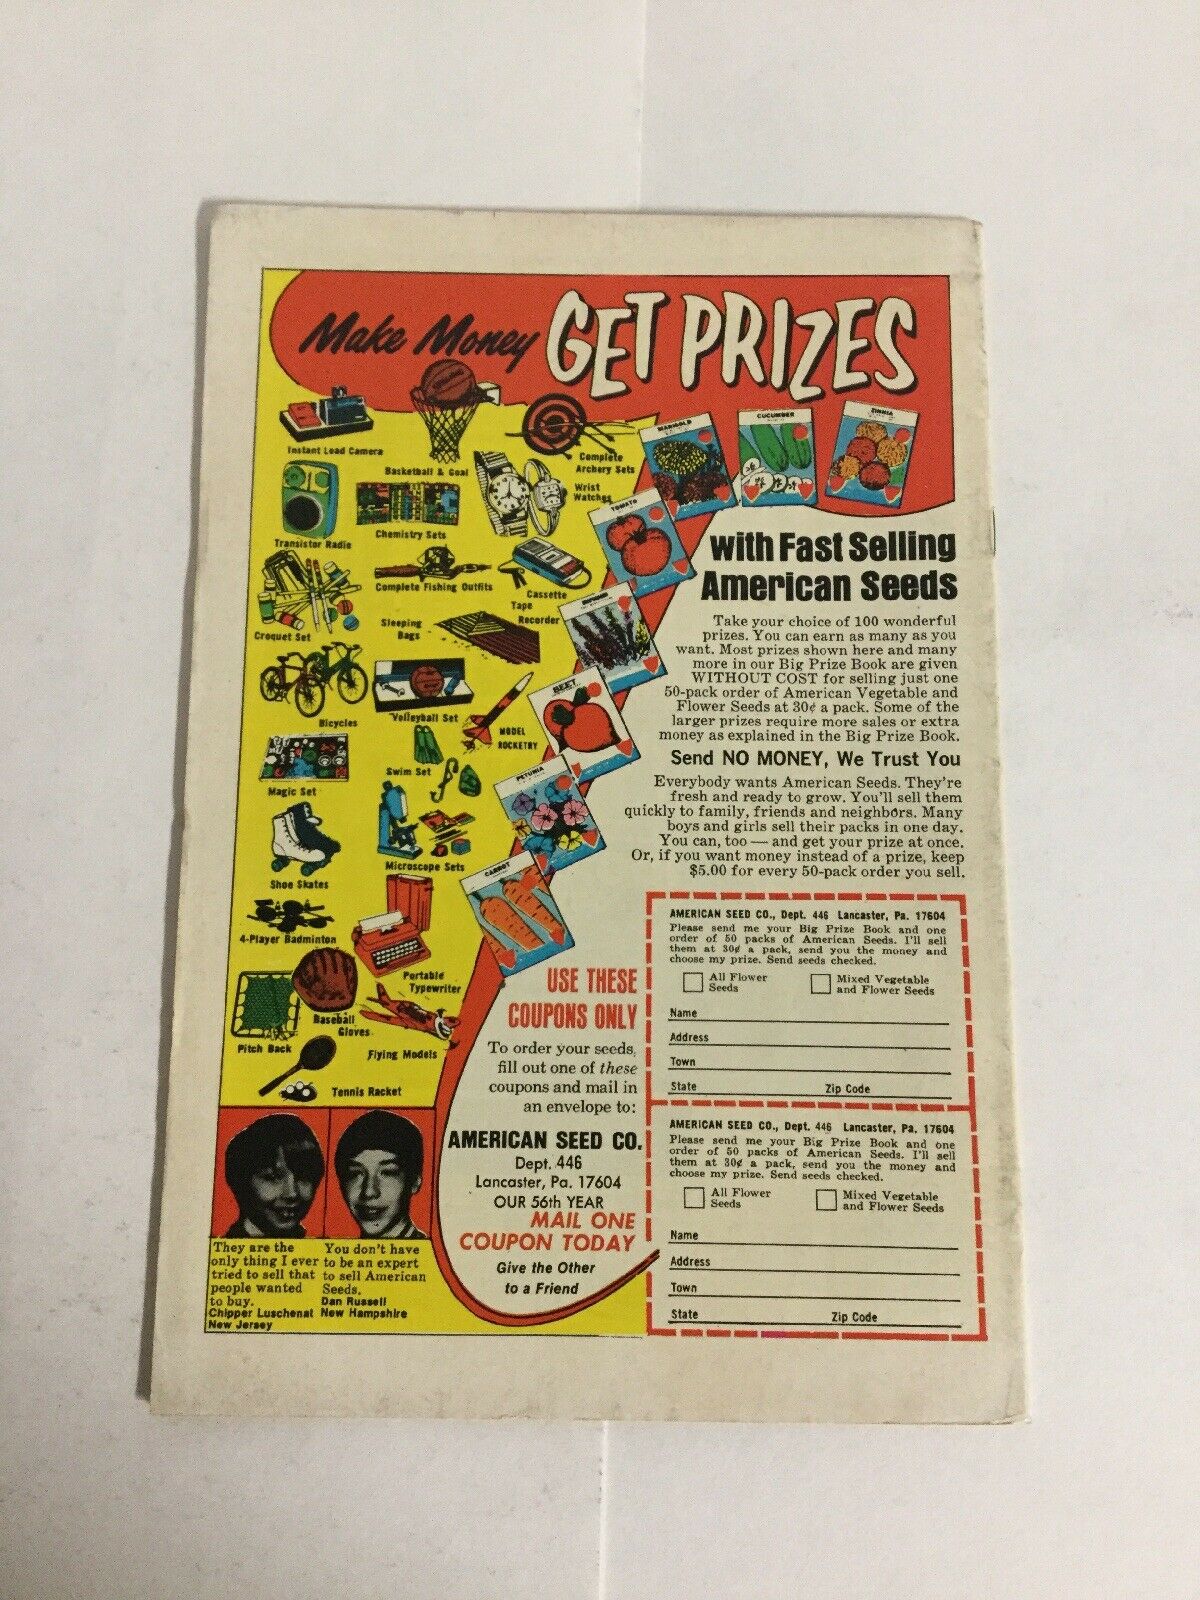 Make Money GET PRIZES
Instant Load Camera
Basketball & Goal
Complete
Archery Sets
Wrist
Watches
Transistor Radio
Chemistry Sets
Complete Fishing Outfits
Cassette
Tape
Recorder
Croquet Set
Sleeping
Bags
Bicycles
Volleyball Set
MODEL
ROCKETRY
Magic Set
Swim Set
Shoe Skates
Microscope Sets
4-Player Badminton
Portable
Typewriter
Pitch Back
Baseball
Gloves
Flying Models
Tennis Racket
MARIGOLD
CUCUMBER
ZINNIA
TOMATO
BEET
PETUNIA
CARROT
with Fast Selling
American Seeds
Take your choice of 100 wonderful
prizes. You can earn as many as you
want. Most prizes shown here and many
more in our Big Prize Book are given
WITHOUT COST for selling just one
50-pack order of American Vegetable and
Flower Seeds at 30¢ a pack. Some of the
larger prizes require more sales or extra
money as explained in the Big Prize Book.
Send NO MONEY, We Trust You
Everybody wants American Seeds. They're
fresh and ready to grow. You'll sell them
quickly to family, friends and neighbors. Many
boys and girls sell their packs in one day.
You can, too — and get your prize at once.
Or, if you want money instead of a prize, keep
$5.00 for every 50-pack order you sell.
USE THESE
COUPONS ONLY
To order your seeds,
fill out one of these
coupons and mail in
an envelope to:
AMERICAN SEED CO.
Dept. 446
Lancaster, Pa. 17604
OUR 56th YEAR
MAIL ONE
COUPON TODAY
Give the Other
to a Friend
They are the
only thing I ever
tried to sell that
people wanted
to buy.
Chipper Luschenat
New Jersey
You don't have
to be an expert
to sell American
Seeds.
Dan Russell
New Hampshire
AMERICAN SEED CO., Dept. 446 Lancaster, Pa. 17604
Please send me your Big Prize Book and one
order of 50 packs of American Seeds. I'll sell
them at 30¢ a pack, send you the money and
choose my prize. Send seeds checked.
All Flower
Seeds
Mixed Vegetable
and Flower Seeds
Name
Address
Town
State Zip Code
AMERICAN SEED CO., Dept. 446 Lancaster, Pa. 17604
Please send me your Big Prize Book and one
order of 50 packs of American Seeds. I'll sell
them at 30¢ a pack, send you the money and
choose my prize. Send seeds checked.
All Flower
Seeds
Mixed Vegetable
and Flower Seeds
Name
Address
Town
State Zip Code